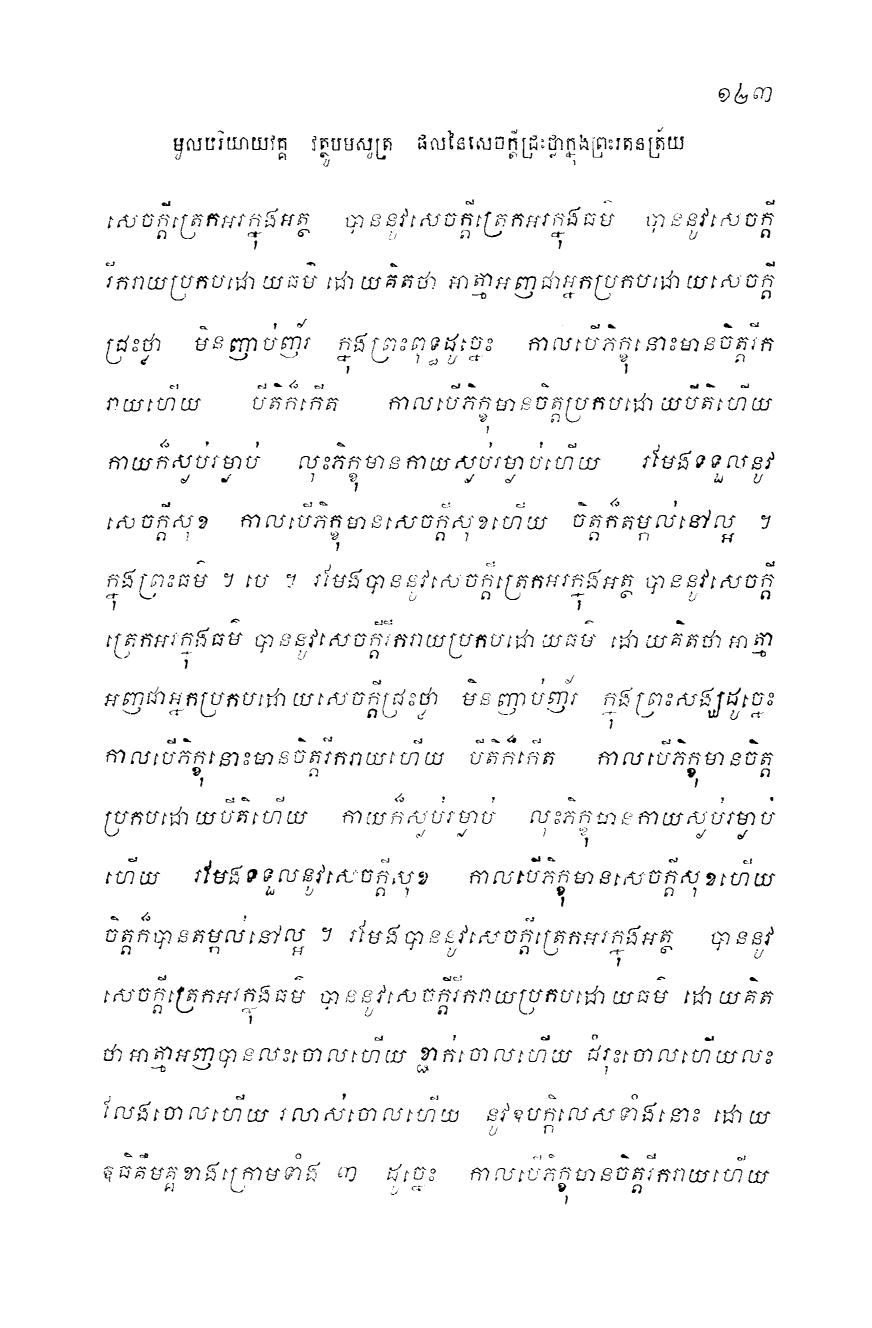 ១៤៣
មូលបរិយាយវគ្គ វត្ថូបមសូត្រ ផលនៃសេចក្តីជ្រះថ្លាក្នុងព្រះរតនត្រ័យ
សេចក្តីត្រេកអរក្នុងអត្ថ បាននូវសេចក្តីត្រេកអរក្នុងធម៌ បាននូវសេចក្តី
រីករាយប្រកបដោយធម៌ ដោយគិតថា អាត្មាអញជាអ្នកប្រកបដោយសេចក្តី
ជ្រះថ្លា មិនញាប់ញ័រ ក្នុងព្រះពុទ្ធដូច្នេះ កាលបើភិក្ខុនោះមានចិត្តរីក
រាយហើយ បីតិក៏កើត កាលបើភិក្ខុមានចិត្តប្រកបដោយបីតិហើយ
កាយក៏ស្ងប់រម្ងាប់ លុះភិក្ខុមានកាយស្ងប់រម្ងាប់ហើយ រមែងទទួលនូវ
សេចក្តីសុខ កាលបើភិក្ខុមានសេចក្តីសុខហើយ ចិត្តក៏តម្កល់នៅល្អ ។
ក្នុងព្រះធម៌ ។ បេ ។ រមែងបាននូវសេចក្តីត្រេកអរក្នុងអត្ថ បាននូវសេចក្តី
ត្រេកអរក្នុងធម៌ បាននូវសេចក្តីរីករាយប្រកបដោយធម៌ ដោយគិតថា អាត្មា
អញជាអ្នកប្រកបដោយសេចក្តីជ្រះថ្លា មិនញាប់ញ័រ ក្នុងព្រះសង្ឃដូច្នេះ
កាលបើភិក្ខុនោះមានចិត្តរីករាយហើយ បីតិក៏កើត កាលបើភិក្ខុមានចិត្ត
ប្រកបដោយបីតិហើយ កាយក៏ស្ងប់រម្ងាប់ លុះភិក្ខុមានកាយស្ងប់រម្ងាប់
ហើយ រមែងទទួលនូវសេចក្តីសុខ កាលបើភិក្ខុមានសេចក្តីសុខហើយ
ចិត្តក៏បានតម្កល់នៅល្អ ។ រមែងបាននូវសេចក្តីត្រេកអរក្នុងអត្ថ បាននូវ
សេចក្តីត្រេកអរក្នុងធម៌ បាននូវសេចក្តីរីករាយប្រកបដោយធម៌ ដោយគិត
ថា អាត្មាអញបានលះចោលហើយ ខ្ជាក់ចោលហើយ ជំរុះចោលហើយលះ
លែងចោលហើយ រលាស់ចោលហើយ នូវឧបក្កិលេសទាំងនោះ ដោយ
ឧធិគឺមគ្គខាងក្រោមទាំង ៣ ដូច្នេះ កាលបើភិក្ខុមានចិត្តរីករាយហើយ